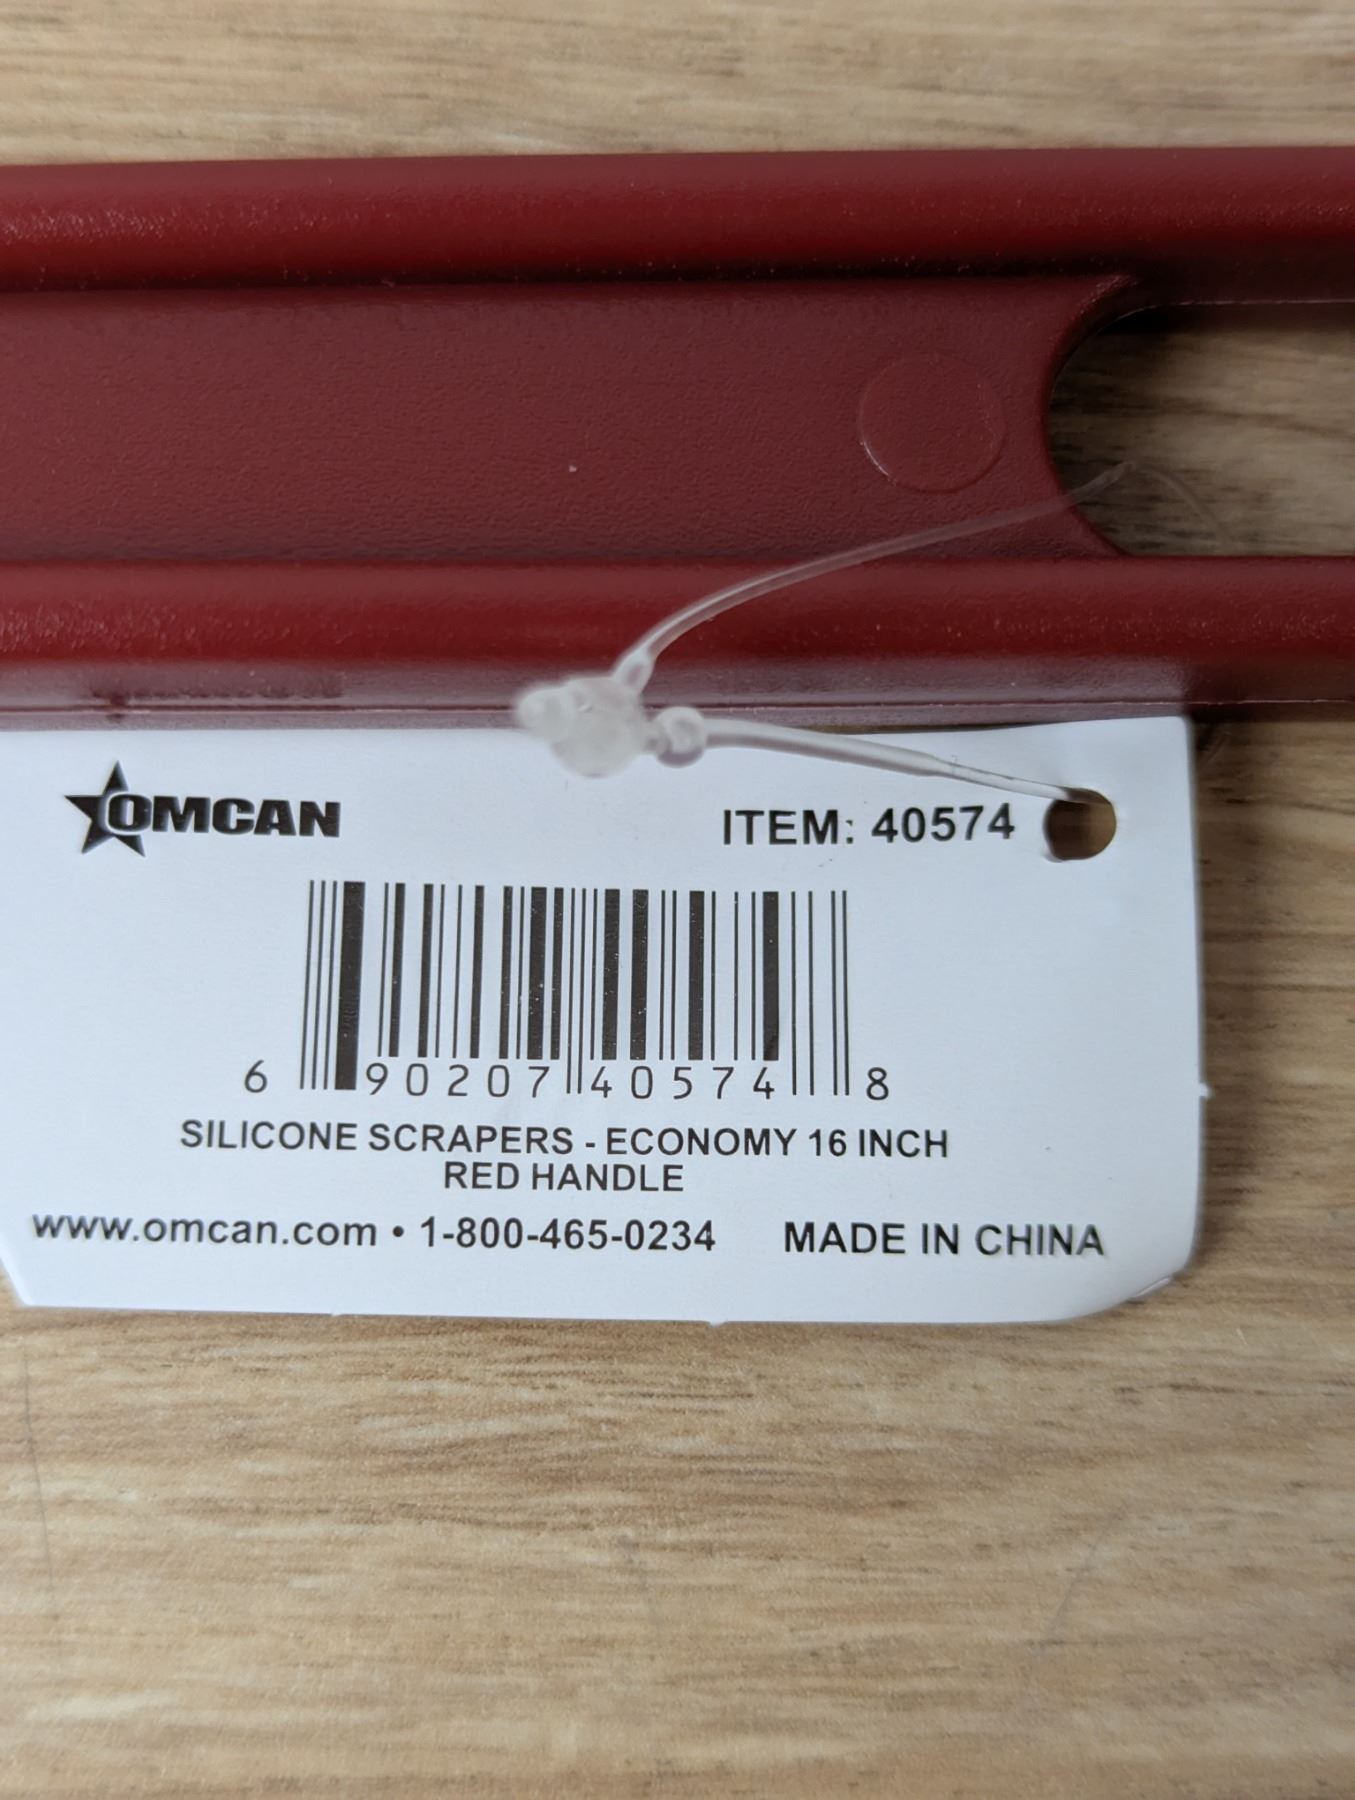 OMCAN
ITEM: 40574
6 90207 40574 8
SILICONE SCRAPERS - ECONOMY 16 INCH
RED HANDLE
www.omcan.com • 1-800-465-0234 MADE IN CHINA